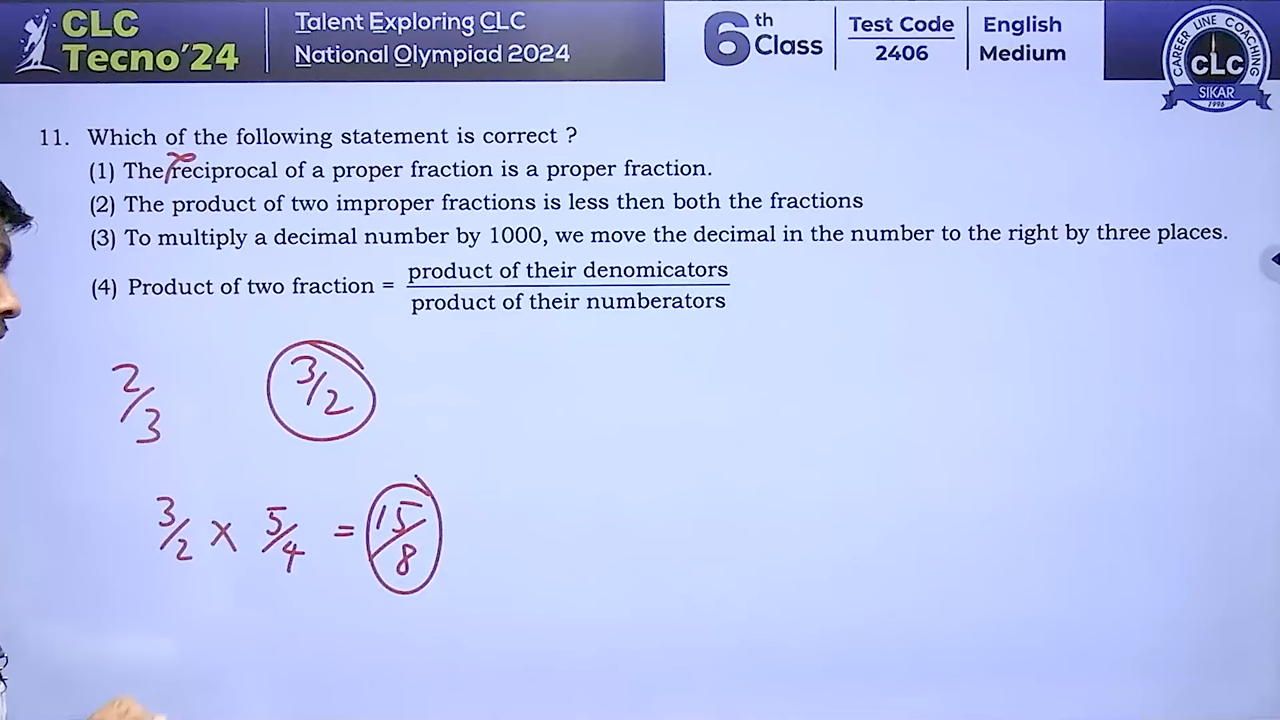 CLC
Tecno'24
Talent Exploring CLC
National Olympiad 2024
6th Class
Test Code
2406
English
Medium
CAREER LINE COACHING
CLC
SIKAR
1996
11. Which of the following statement is correct ?
(1) The reciprocal of a proper fraction is a proper fraction.
(2) The product of two improper fractions is less then both the fractions
(3) To multiply a decimal number by 1000, we move the decimal in the number to the right by three places.
(4) Product of two fraction = product of their denomicators / product of their numberators
2/3 3/2
3/2 x 5/4 = 15/8